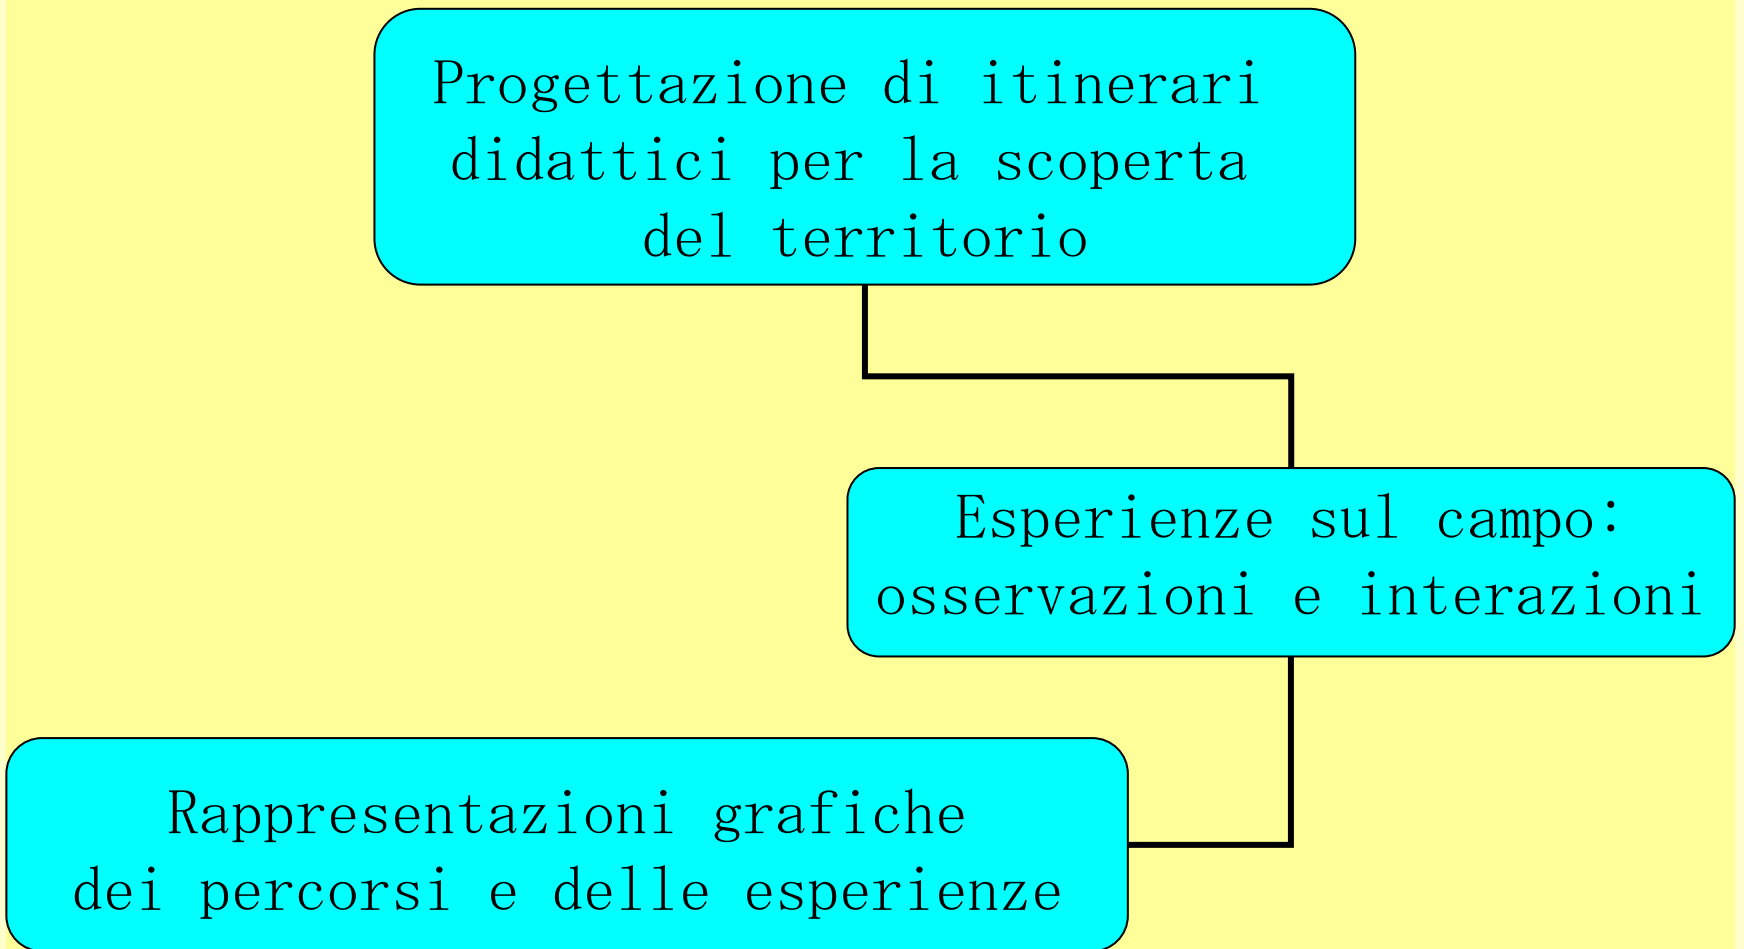 Progettazione di itinerari
didattici per la scoperta
del territorio
Esperienze sul campo:
osservazioni e interazioni
Rappresentazioni grafiche
dei percorsi e delle esperienze